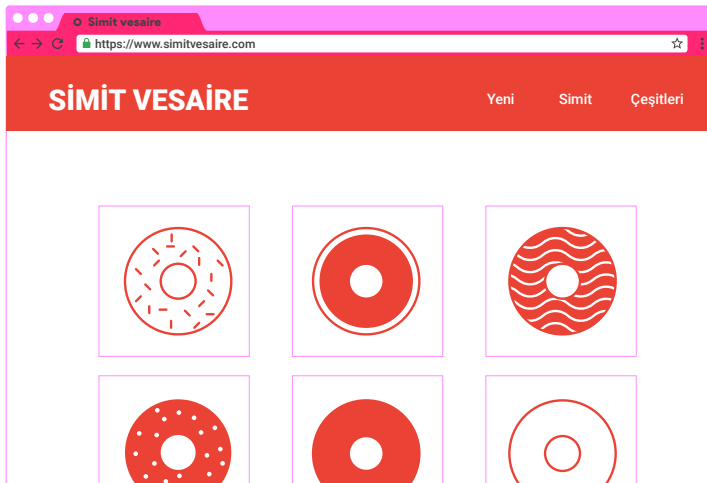 Simit vesaire
https://www.simitvesaire.com
SİMİT VESAİRE
Yeni Simit Çeşitleri